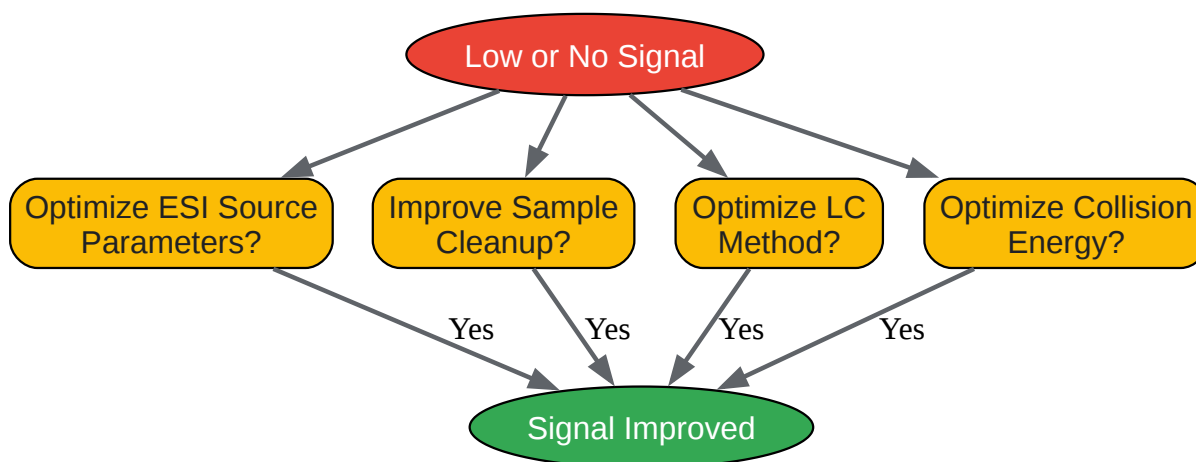 Low or No Signal
Optimize ESI Source
Parameters?
Improve Sample
Cleanup?
Optimize LC
Method?
Optimize Collision
Energy?
Yes
Yes
Yes
Yes
Signal Improved